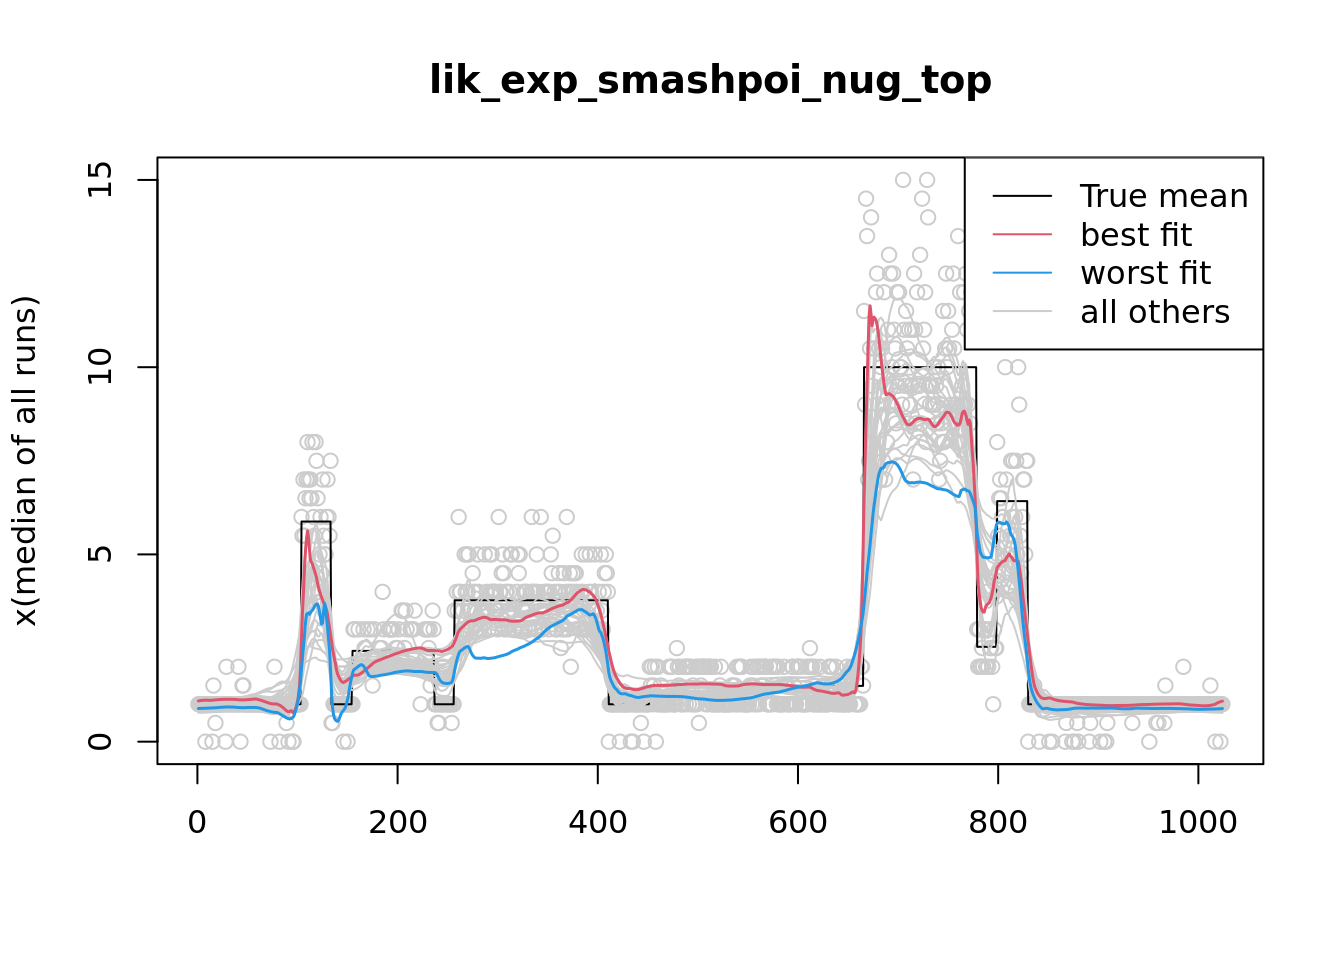 lik_exp_smashpoi_nug_top
x(median of all runs)
15
10
5
0
True mean
best fit
worst fit
all others
0 200 400 600 800 1000